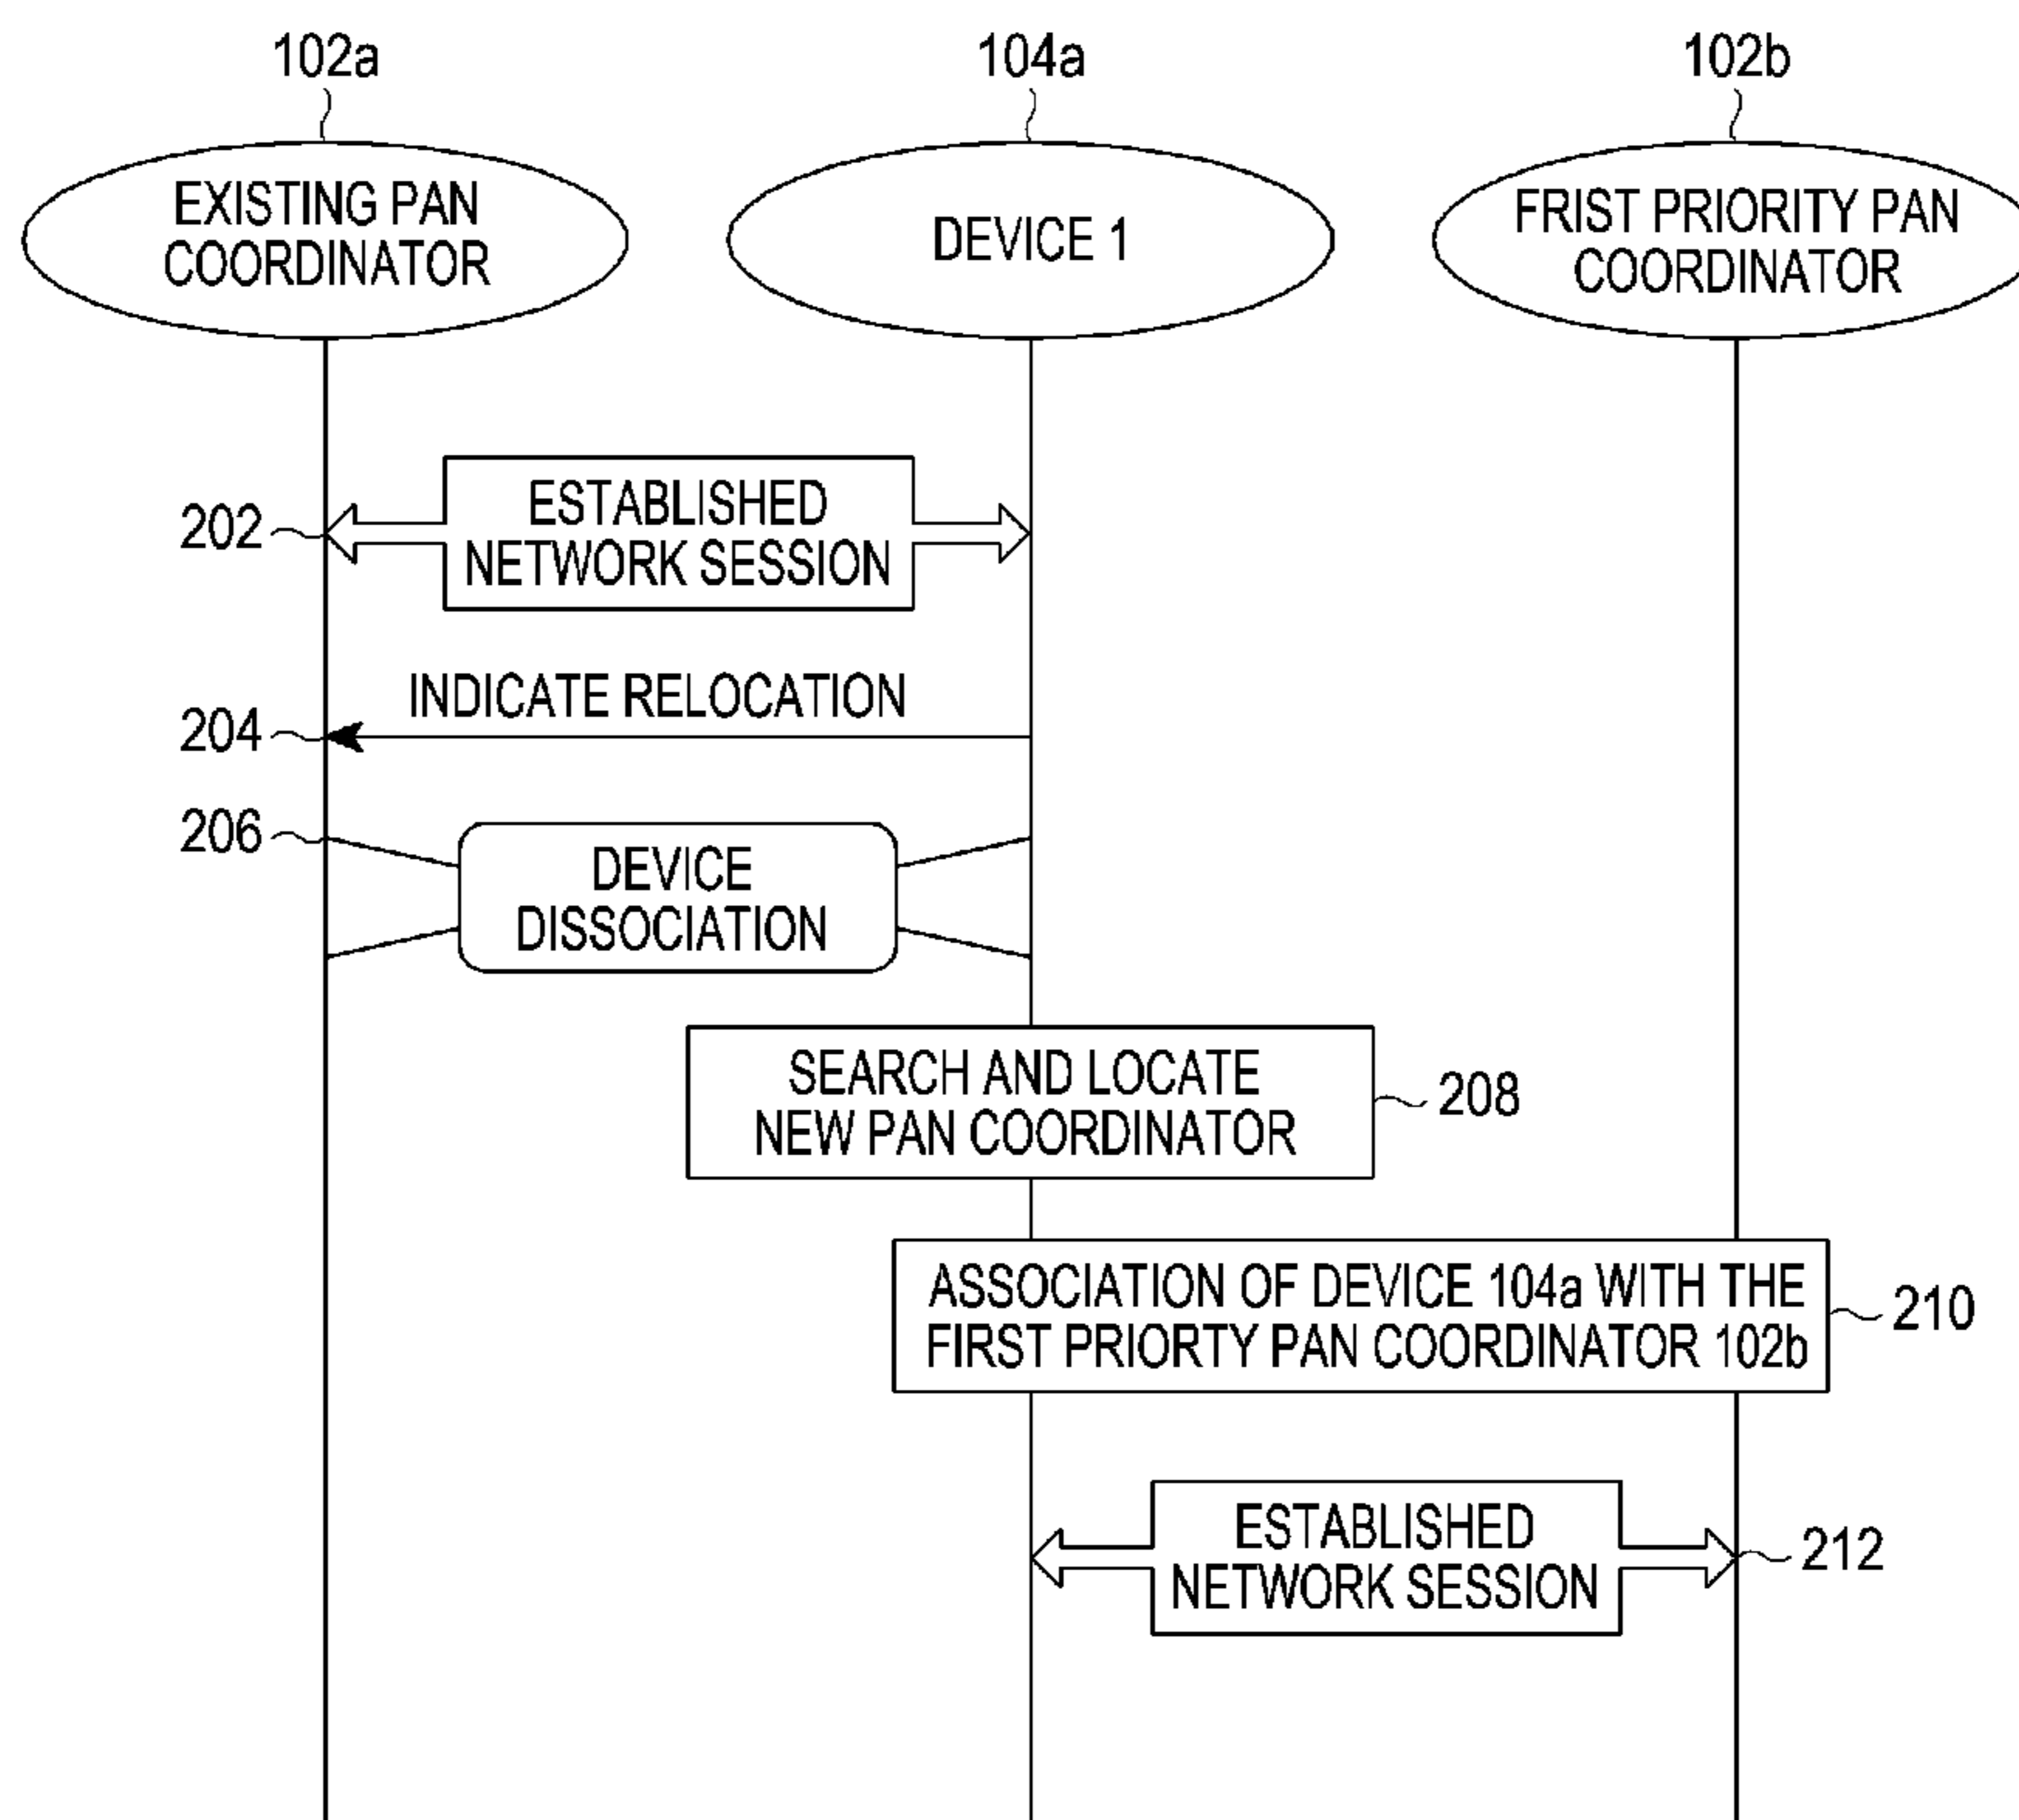 102a
104a
102b
EXISTING PAN
COORDINATOR
DEVICE 1
FRIST PRIORITY PAN
COORDINATOR
202
ESTABLISHED
NETWORK SESSION
INDICATE RELOCATION
204
206
DEVICE
DISSOCIATION
SEARCH AND LOCATE
NEW PAN COORDINATOR
208
ASSOCIATION OF DEVICE 104a WITH THE
FIRST PRIORTY PAN COORDINATOR 102b
210
ESTABLISHED
NETWORK SESSION
212